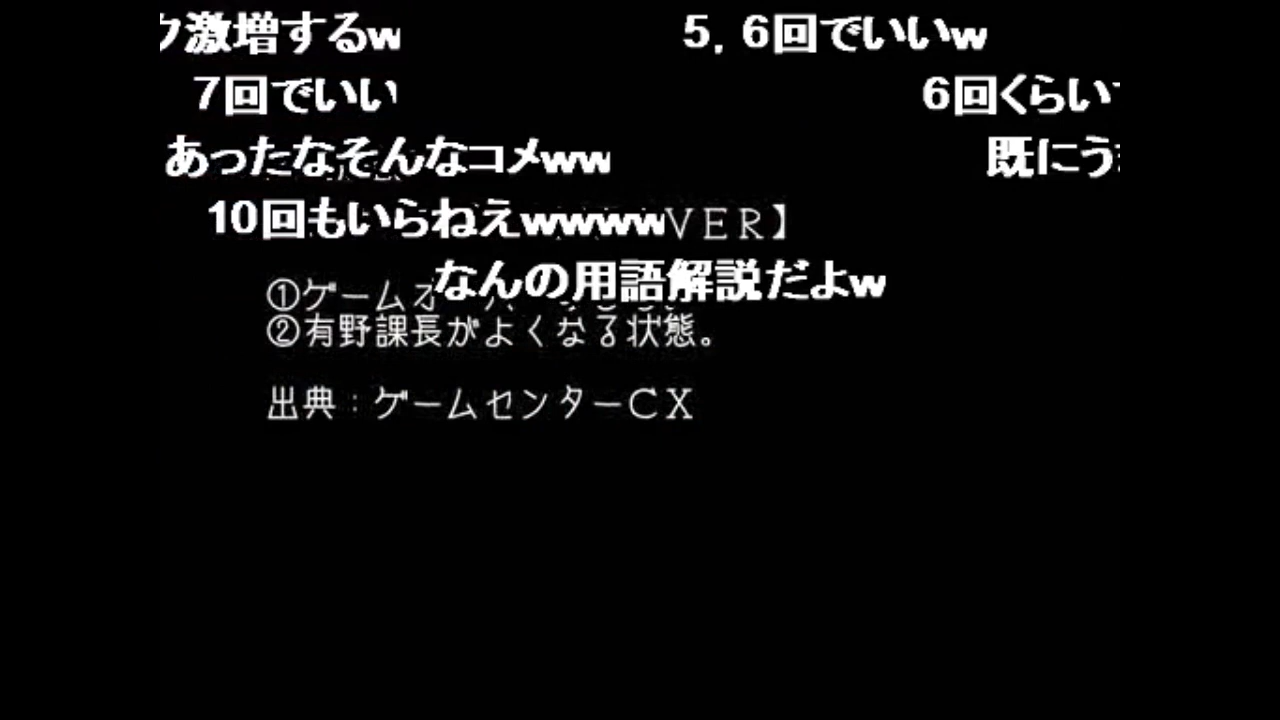 ク激増するw
5, 6回でいいw
7回でいい
6回くらい
あったなそんなコメww
既にう
10回もいらねえwwww
ＶＥＲ】
なんの用語解説だよw
①ゲームオ
②有野課長がよくなる状態。
出典：ゲームセンターＣＸ